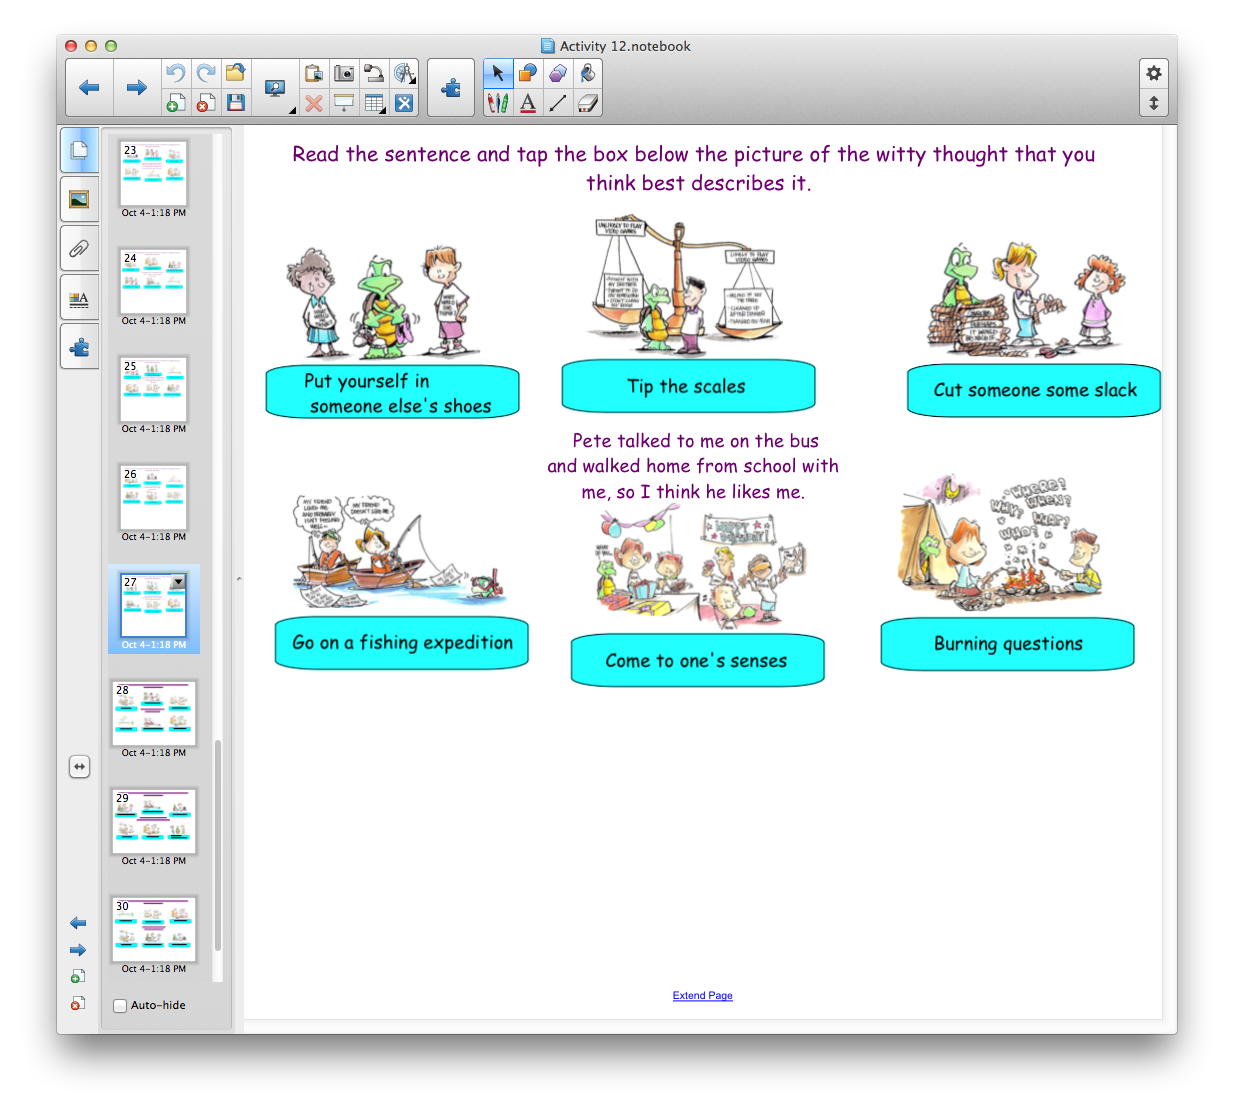 Activity 12.notebook
23
Oct 4-1:18 PM
24
Oct 4-1:18 PM
25
Oct 4-1:18 PM
26
Oct 4-1:18 PM
27
Oct 4-1:18 PM
28
Oct 4-1:18 PM
29
Oct 4-1:18 PM
30
Oct 4-1:18 PM
Auto-hide
Read the sentence and tap the box below the picture of the witty thought that you
think best describes it.
UNLIKELY TO PLAY
VIDEO GAMES
LIKELY TO PLAY
VIDEO GAMES
Put yourself in
someone else's shoes
Tip the scales
Cut someone some slack
Pete talked to me on the bus
and walked home from school with
me, so I think he likes me.
MY FRIEND
LIKES ME
AND PROBABLY
ISN'T FEELING
WELL...
MY FRIEND
DOESN'T LIKE ME
WHERE?
WHEN?
WHY?
WHAT?
WHO?
Go on a fishing expedition
Come to one's senses
Burning questions
Extend Page